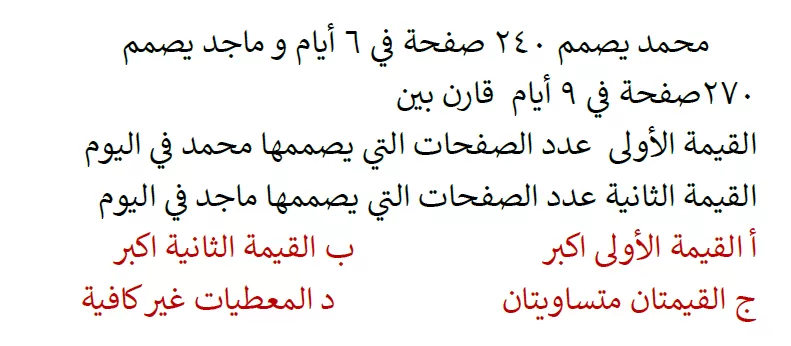 محمد يصمم ٢٤٠ صفحة في ٦ أيام و ماجد يصمم
٢٧٠صفحة في ٩ أيام قارن بين
القيمة الأولى عدد الصفحات التي يصممها محمد في اليوم
القيمة الثانية عدد الصفحات التي يصممها ماجد في اليوم
أ القيمة الأولى اكبر ب القيمة الثانية اكبر
ج القيمتان متساويتان د المعطيات غير كافية